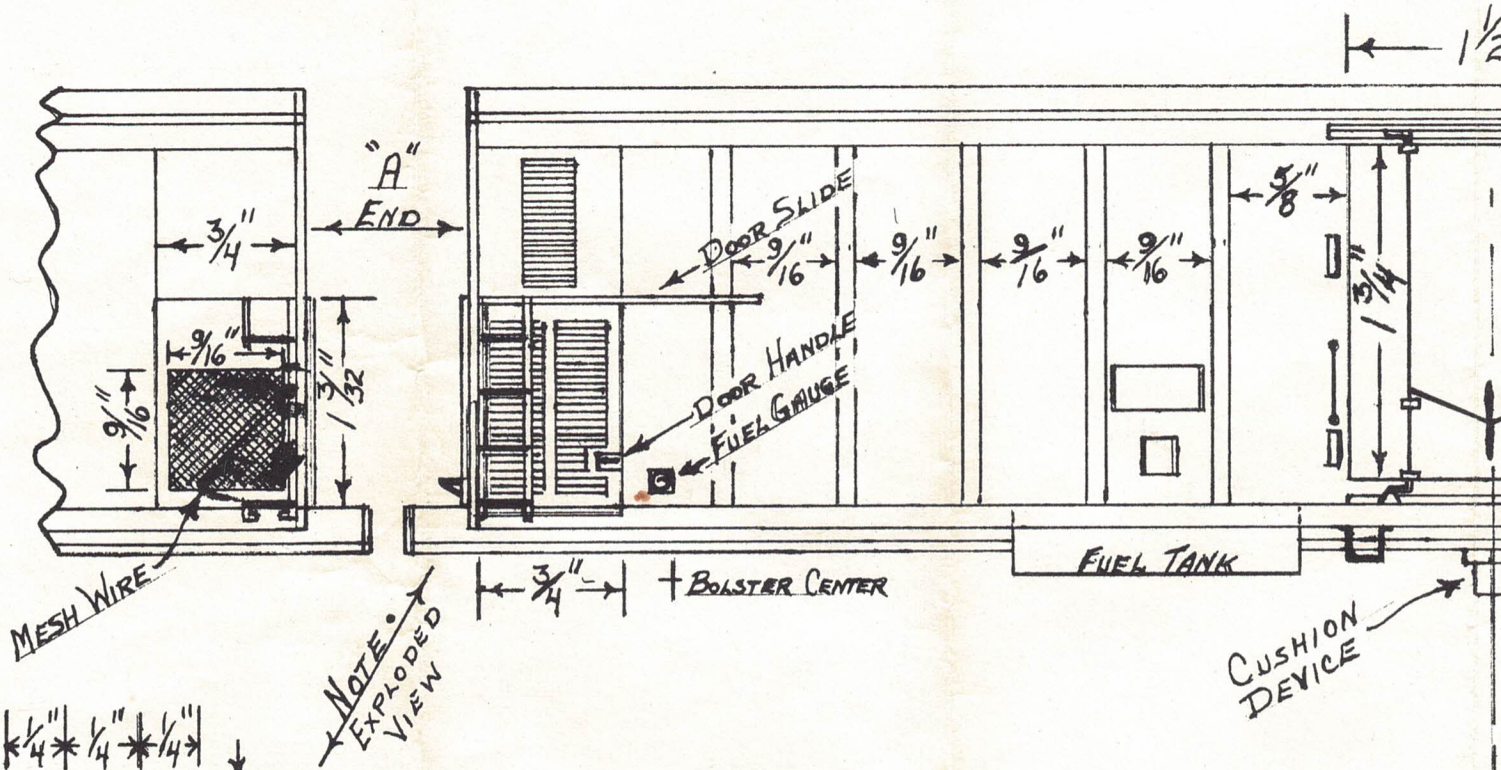 1 1/2
"A"
END
3/4"
DOOR SLIDE
5/8"
9/16"
9/16"
9/16"
9/16"
1 3/4"
9/16"
1 3/32"
DOOR HANDLE
FUEL GAUGE
9/16"
MESH WIRE
3/4"
BOLSTER CENTER
FUEL TANK
NOTE.
EXPLODED
VIEW
CUSHION
DEVICE
1/4" 1/4" 1/4"